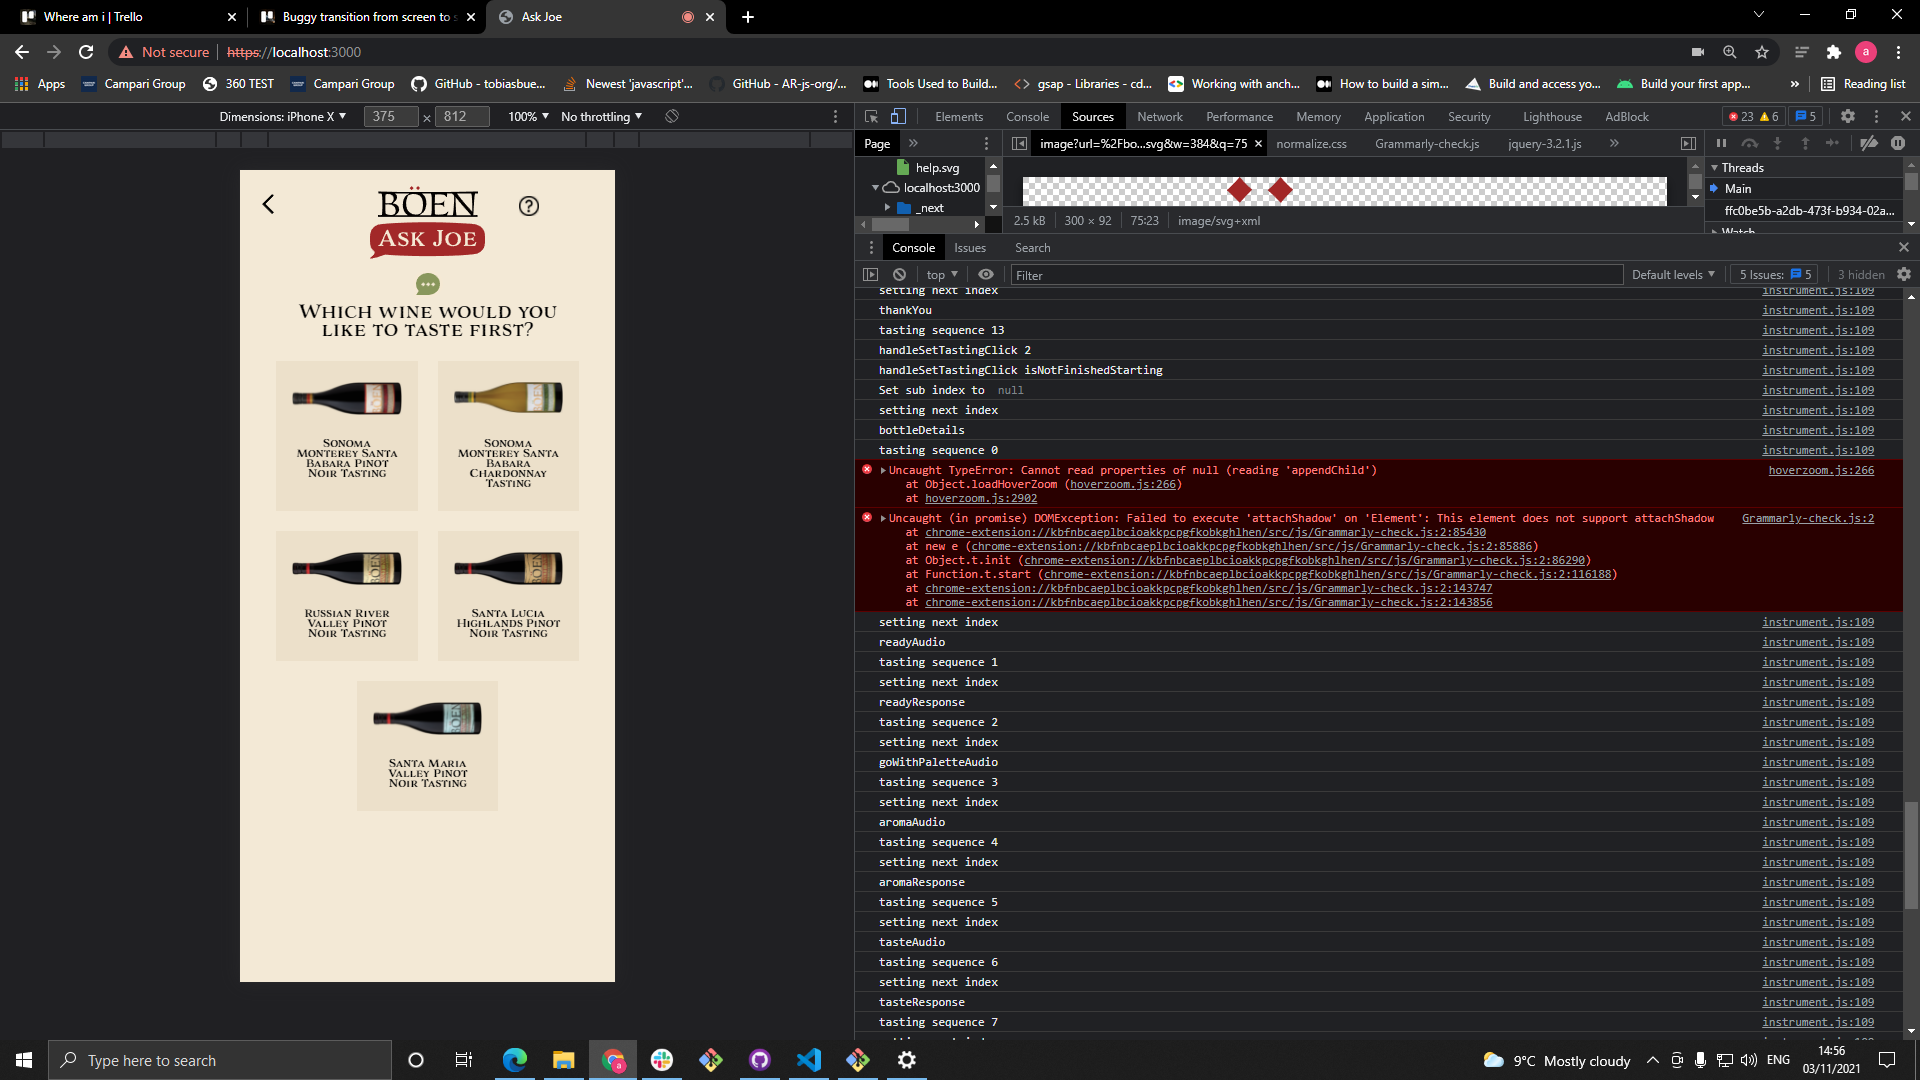 Where am i | Trello
Buggy transition from screen to s
Ask Joe
Not secure
https://localhost:3000
a
Apps
Campari Group
360 TEST
Campari Group
GitHub - tobiasbue...
Newest 'javascript'...
GitHub - AR-js-org/...
Tools Used to Build...
gsap - Libraries - cd...
Working with anch...
How to build a sim...
Build and access yo...
Build your first app...
»
Reading list
Dimensions: iPhone X
375
×
812
100%
No throttling
Elements
Console
Sources
Network
Performance
Memory
Application
Security
Lighthouse
AdBlock
23
6
5
Page
»
image?url=%2Fbo...svg&w=384&q=75
normalize.css
Grammarly-check.js
jquery-3.2.1.js
»
help.svg
localhost:3000
_next
2.5 kB
300 × 92
75:23
image/svg+xml
Threads
Main
ffc0be5b-a2db-473f-b934-02a...
Watch
Console
Issues
Search
top
Filter
Default levels
5 Issues:
5
3 hidden
BÖEN
Ask Joe
Which wine would you
like to taste first?
BÖEN
Sonoma
Monterey Santa
Babara Pinot
Noir Tasting
BÖEN
Sonoma
Monterey Santa
Babara
Chardonnay
Tasting
BÖEN
Russian River
Valley Pinot
Noir Tasting
BÖEN
Santa Lucia
Highlands Pinot
Noir Tasting
BÖEN
Santa Maria
Valley Pinot
Noir Tasting
setting next index instrument.js:109
thankYou instrument.js:109
tasting sequence 13 instrument.js:109
handleSetTastingClick 2 instrument.js:109
handleSetTastingClick isNotFinishedStarting instrument.js:109
Set sub index to null instrument.js:109
setting next index instrument.js:109
bottleDetails instrument.js:109
tasting sequence 0 instrument.js:109
Uncaught TypeError: Cannot read properties of null (reading 'appendChild') hoverzoom.js:266
at Object.loadHoverZoom (hoverzoom.js:266)
at hoverzoom.js:2902
Uncaught (in promise) DOMException: Failed to execute 'attachShadow' on 'Element': This element does not support attachShadow Grammarly-check.js:2
at chrome-extension://kbfnbcaeplbcioakkpcpgfkobkghlhen/src/js/Grammarly-check.js:2:85430
at new e (chrome-extension://kbfnbcaeplbcioakkpcpgfkobkghlhen/src/js/Grammarly-check.js:2:85886)
at Object.t.init (chrome-extension://kbfnbcaeplbcioakkpcpgfkobkghlhen/src/js/Grammarly-check.js:2:86290)
at Function.t.start (chrome-extension://kbfnbcaeplbcioakkpcpgfkobkghlhen/src/js/Grammarly-check.js:2:116188)
at chrome-extension://kbfnbcaeplbcioakkpcpgfkobkghlhen/src/js/Grammarly-check.js:2:143747
at chrome-extension://kbfnbcaeplbcioakkpcpgfkobkghlhen/src/js/Grammarly-check.js:2:143856
setting next index instrument.js:109
readyAudio instrument.js:109
tasting sequence 1 instrument.js:109
setting next index instrument.js:109
readyResponse instrument.js:109
tasting sequence 2 instrument.js:109
setting next index instrument.js:109
goWithPaletteAudio instrument.js:109
tasting sequence 3 instrument.js:109
setting next index instrument.js:109
aromaAudio instrument.js:109
tasting sequence 4 instrument.js:109
setting next index instrument.js:109
aromaResponse instrument.js:109
tasting sequence 5 instrument.js:109
setting next index instrument.js:109
tasteAudio instrument.js:109
tasting sequence 6 instrument.js:109
setting next index instrument.js:109
tasteResponse instrument.js:109
tasting sequence 7 instrument.js:109
Type here to search
9°C Mostly cloudy
ENG
14:56
03/11/2021